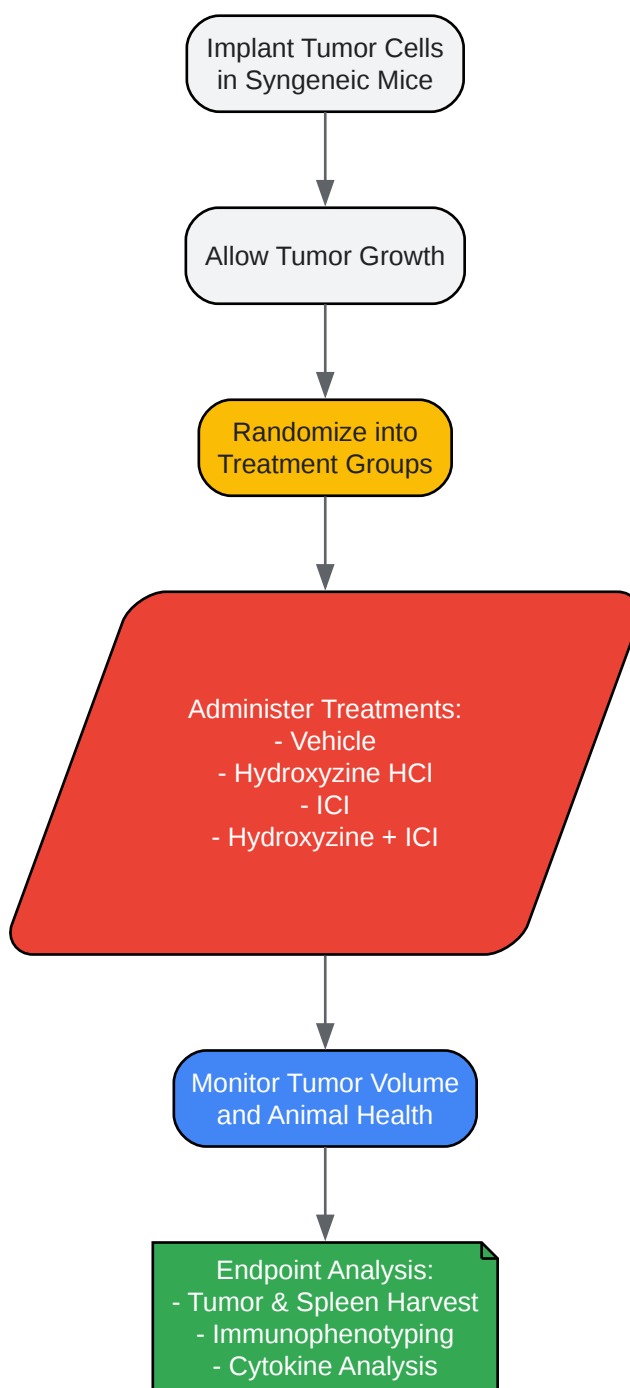 Implant Tumor Cells
in Syngeneic Mice
Allow Tumor Growth
Randomize into
Treatment Groups
Administer Treatments:
- Vehicle
- Hydroxyzine HCl
- ICI
- Hydroxyzine + ICI
Monitor Tumor Volume
and Animal Health
Endpoint Analysis:
- Tumor & Spleen Harvest
- Immunophenotyping
- Cytokine Analysis